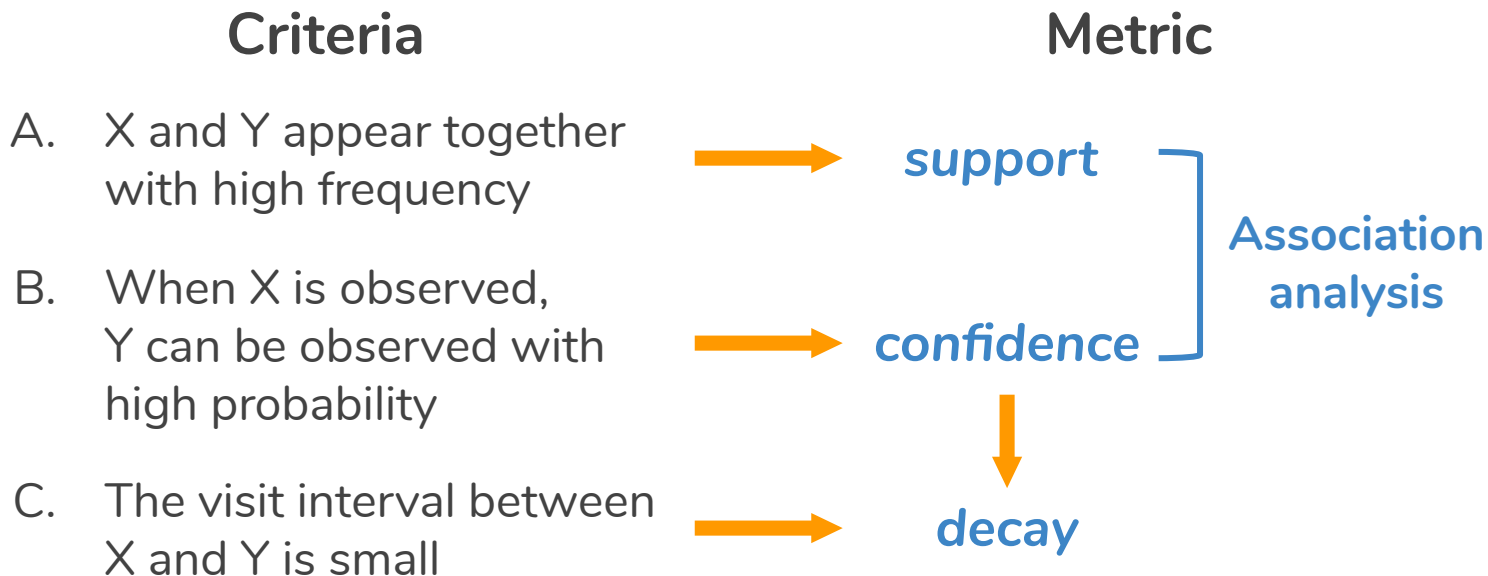 Criteria
Metric
A. X and Y appear together
with high frequency
support
B. When X is observed,
Y can be observed with
high probability
confidence
Association
analysis
C. The visit interval between
X and Y is small
decay